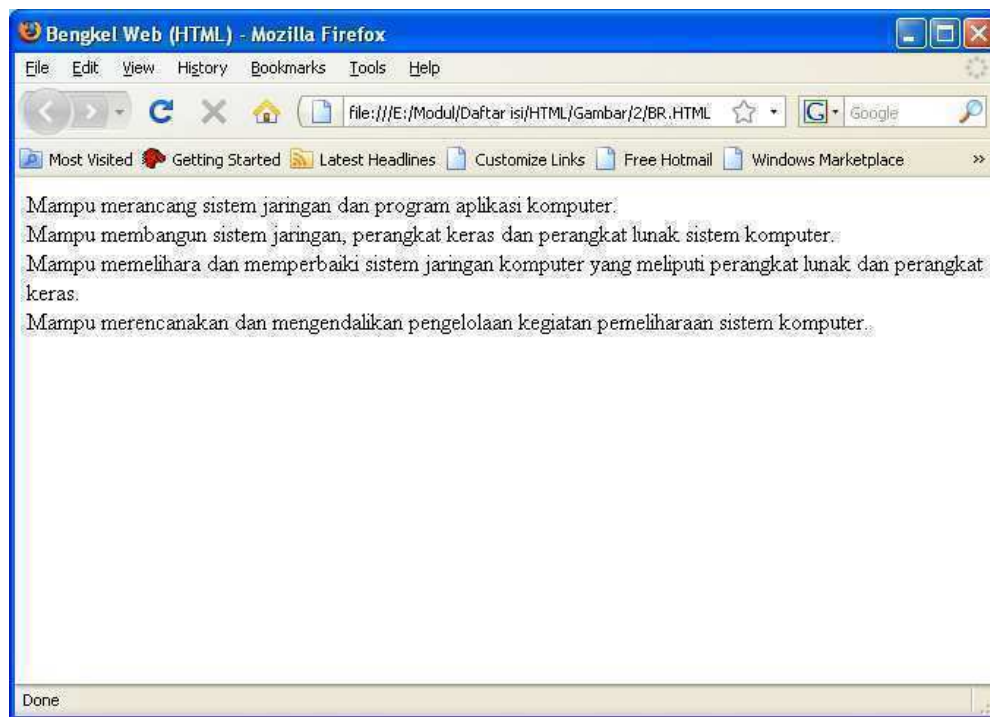 Bengkel Web (HTML) - Mozilla Firefox
File Edit View History Bookmarks Tools Help
file:///E:/Modul/Daftar isi/HTML/Gambar/2/BR.HTML G Google
Most Visited Getting Started Latest Headlines Customize Links Free Hotmail Windows Marketplace »
Mampu merancang sistem jaringan dan program aplikasi komputer.
Mampu membangun sistem jaringan, perangkat keras dan perangkat lunak sistem komputer.
Mampu memelihara dan memperbaiki sistem jaringan komputer yang meliputi perangkat lunak dan perangkat
keras.
Mampu merencanakan dan mengendalikan pengelolaan kegiatan pemeliharaan sistem komputer.
Done